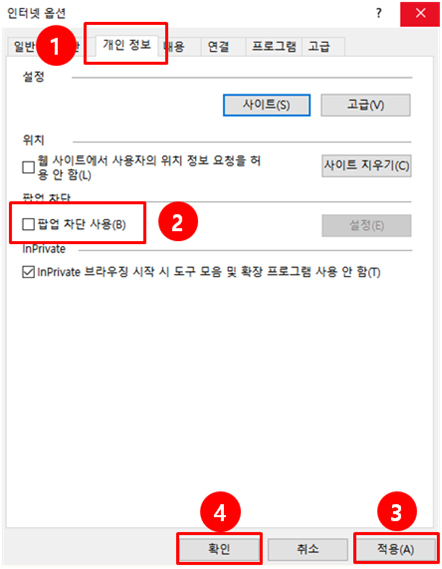 인터넷 옵션
?
1
일반
개인 정보
내용
연결
프로그램
고급
설정
사이트(S)
고급(V)
위치
웹 사이트에서 사용자의 위치 정보 요청을 허
용 안 함(L)
사이트 지우기(C)
팝업 차단
팝업 차단 사용(B)
2
설정(E)
InPrivate
InPrivate 브라우징 시작 시 도구 모음 및 확장 프로그램 사용 안 함(T)
4
3
확인
취소
적용(A)